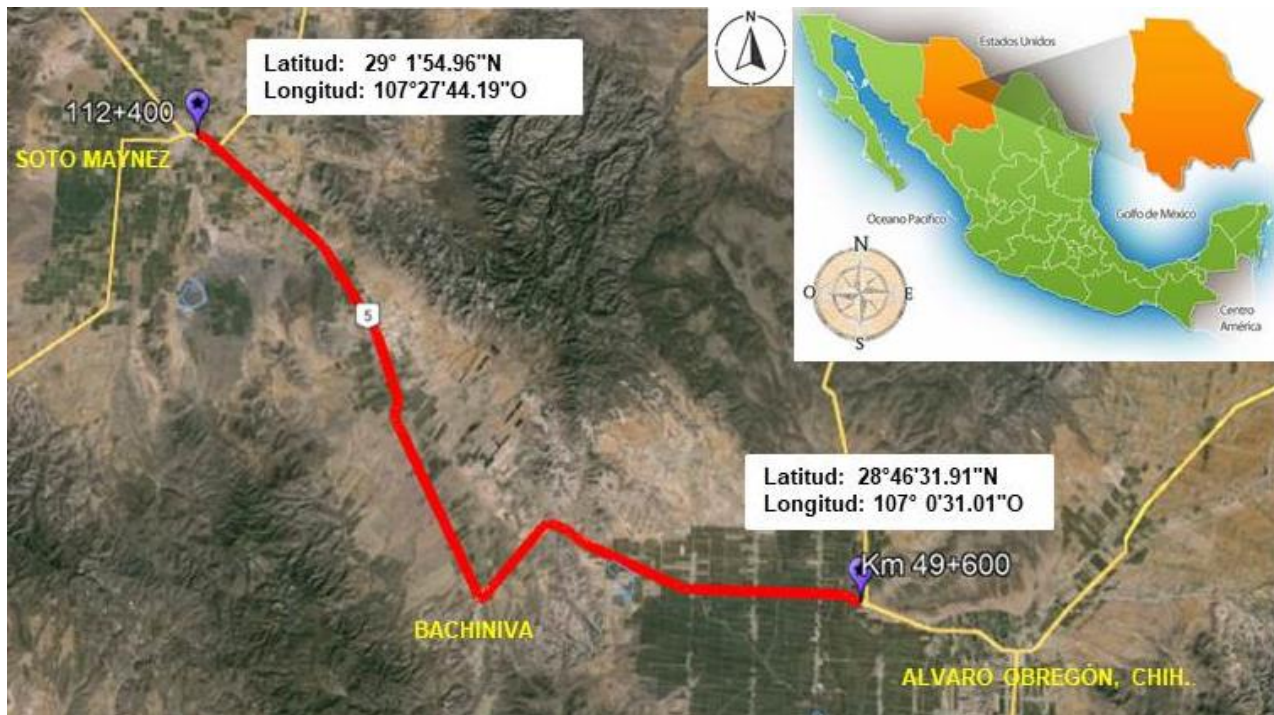 Latitud: 29° 1'54.96"N
Longitud: 107°27'44.19"O
112+400
SOTO MAYNEZ
5
Latitud: 28°46'31.91"N
Longitud: 107° 0'31.01"O
Km 49+600
BACHINIVA
ALVARO OBREGÓN, CHIH.
N
Estados Unidos
Oceano Pacífico
Golfo de México
Centro
América
N
O
E
S